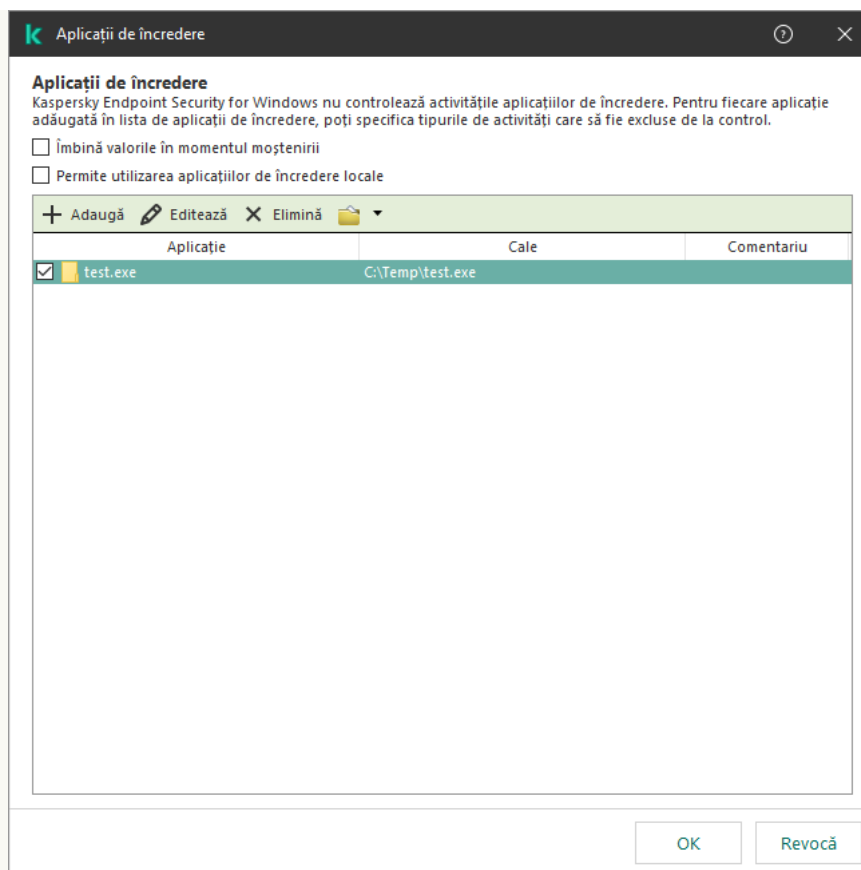 Aplicații de încredere
Aplicații de încredere
Kaspersky Endpoint Security for Windows nu controlează activitățile aplicațiilor de încredere. Pentru fiecare aplicație
adăugată în lista de aplicații de încredere, poți specifica tipurile de activități care să fie excluse de la control.
Îmbină valorile în momentul moștenirii
Permite utilizarea aplicațiilor de încredere locale
Adaugă Editează Elimină
Aplicație Cale Comentariu
test.exe C:\Temp\test.exe
OK Revocă